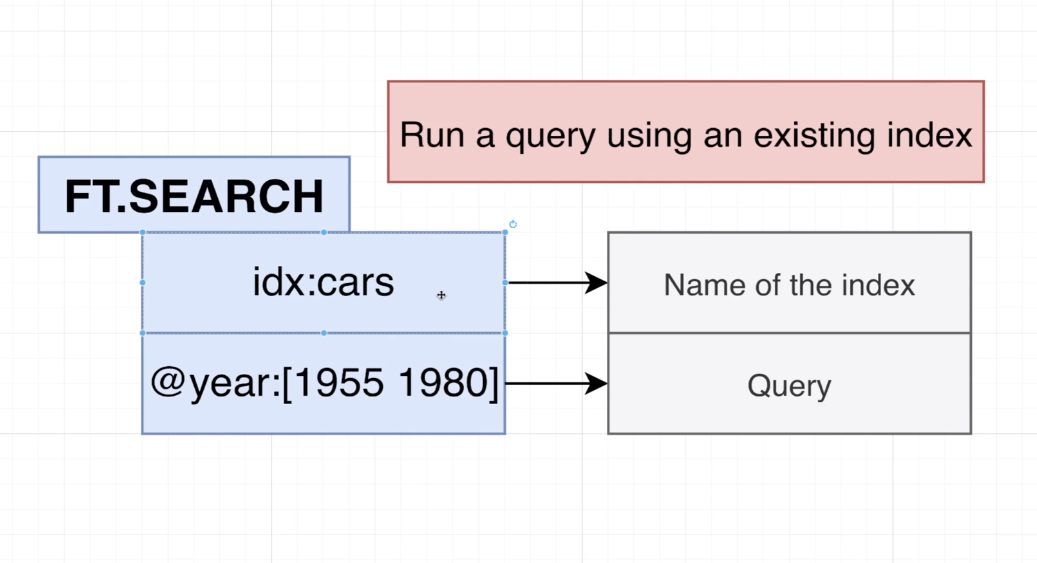 Run a query using an existing index
FT.SEARCH
idx:cars
Name of the index
@year:[1955 1980]
Query